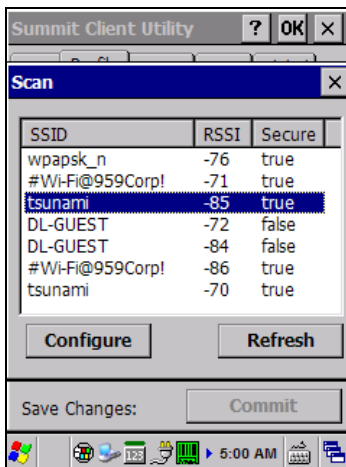 Summit Client Utility ? OK ×
Scan ×
SSID RSSI Secure
wpapsk_n -76 true
#Wi-Fi@959Corp! -71 true
tsunami -85 true
DL-GUEST -72 false
DL-GUEST -84 false
#Wi-Fi@959Corp! -86 true
tsunami -70 true
Configure Refresh
Save Changes: Commit
123 5:00 AM